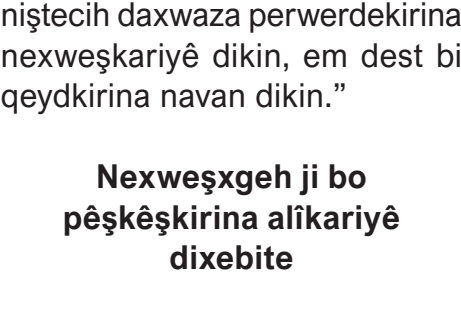 niştecih daxwaza perwerdekirina
nexweşkariyê dikin, em dest bi
qeydkirina navan dikin.”
Nexweşxgeh ji bo
pêşkêşkirina alîkariyê
dixebite